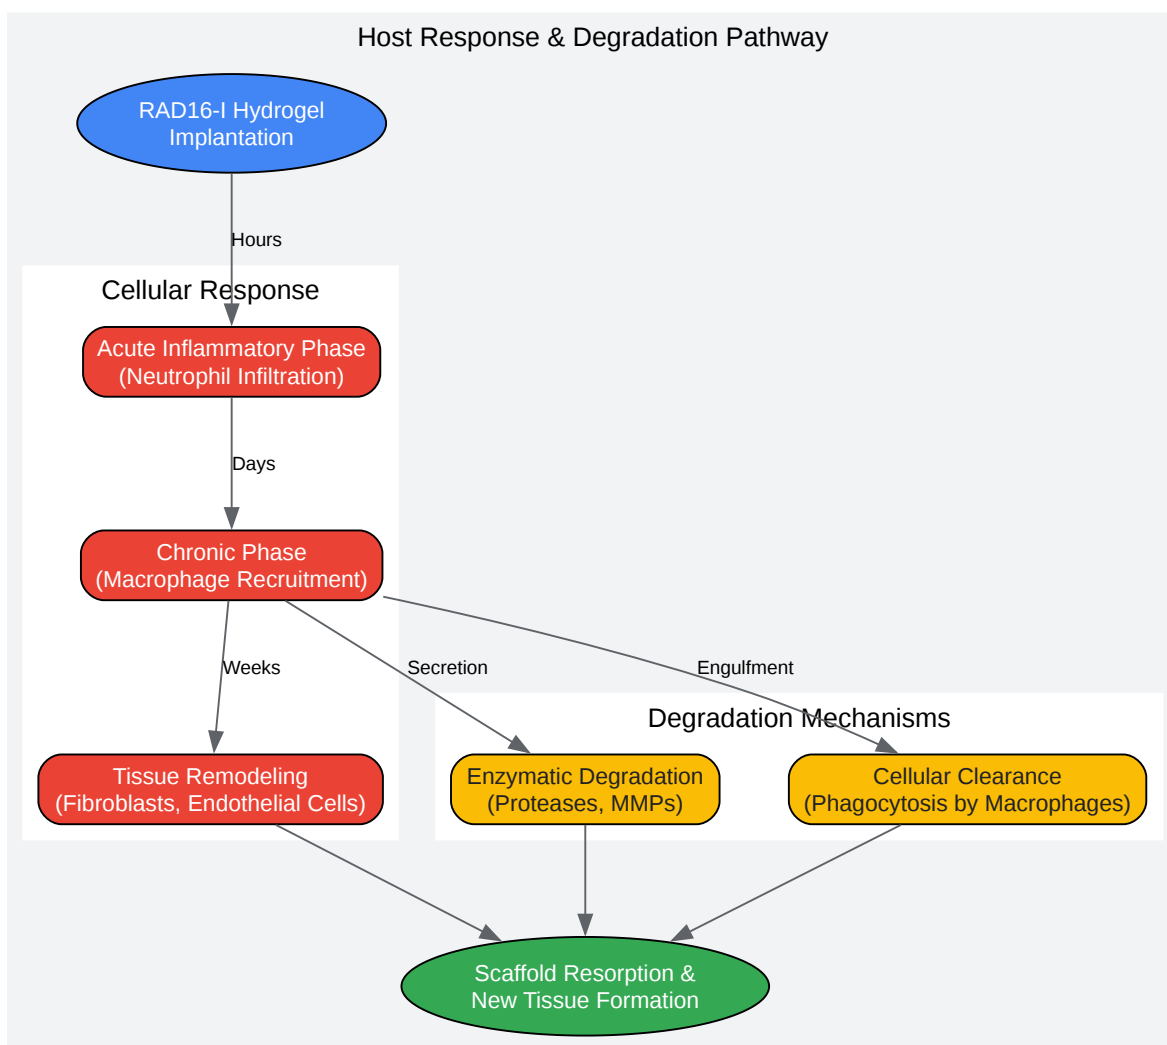 Host Response & Degradation Pathway
RAD16-I Hydrogel
Implantation
Hours
Cellular Response
Acute Inflammatory Phase
(Neutrophil Infiltration)
Days
Chronic Phase
(Macrophage Recruitment)
Weeks
Secretion
Engulfment
Degradation Mechanisms
Tissue Remodeling
(Fibroblasts, Endothelial Cells)
Enzymatic Degradation
(Proteases, MMPs)
Cellular Clearance
(Phagocytosis by Macrophages)
Scaffold Resorption &
New Tissue Formation